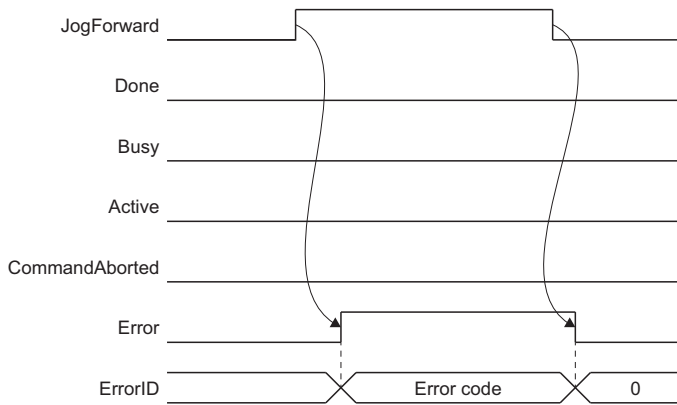 JogForward
Done
Busy
Active
CommandAborted
Error
ErrorID Error code 0